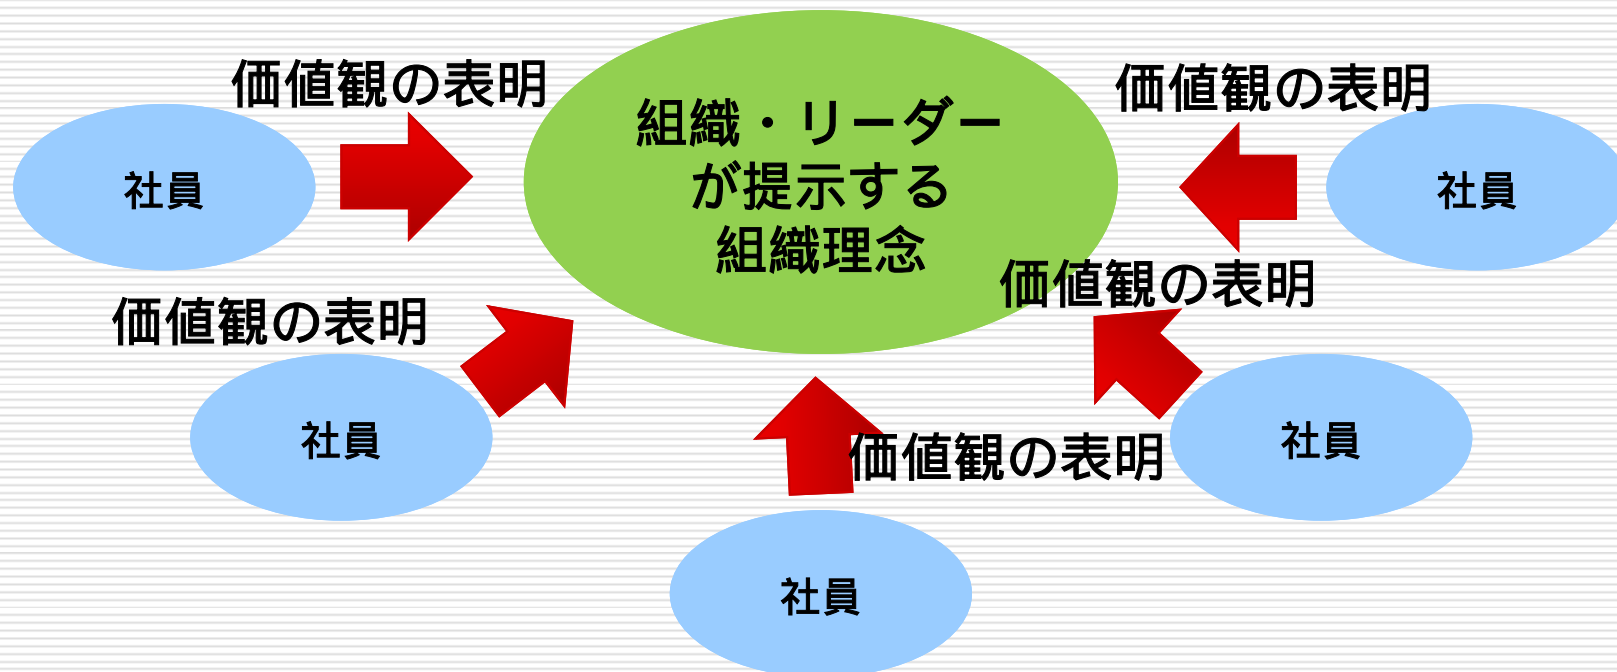 価値観の表明
価値観の表明
組織・リーダー
が提示する
組織理念
社員
社員
価値観の表明
価値観の表明
社員
社員
価値観の表明
社員